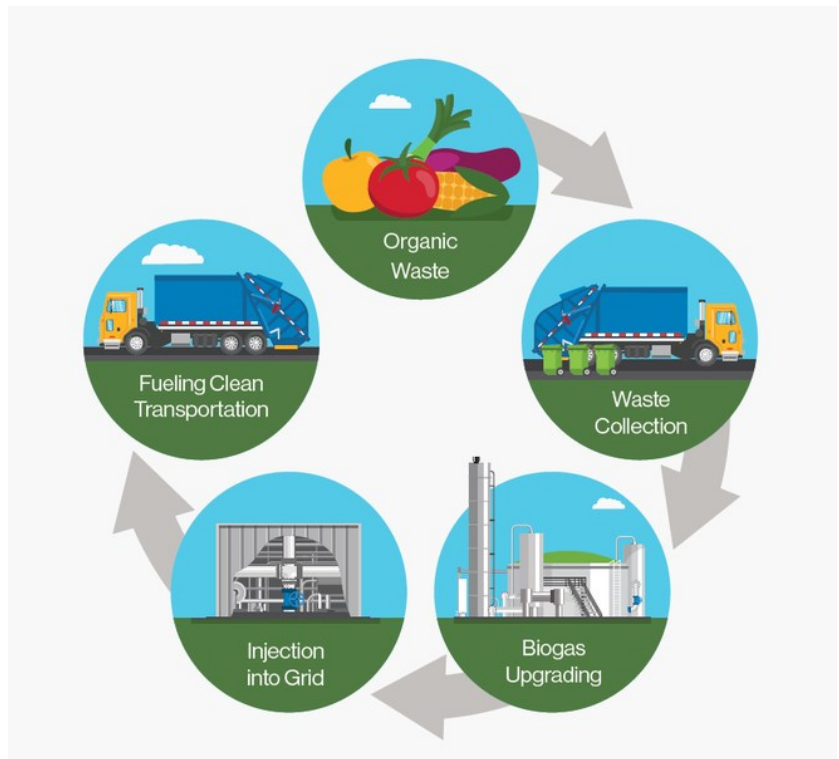 Organic
Waste
Waste
Collection
Biogas
Upgrading
Injection
into Grid
Fueling Clean
Transportation